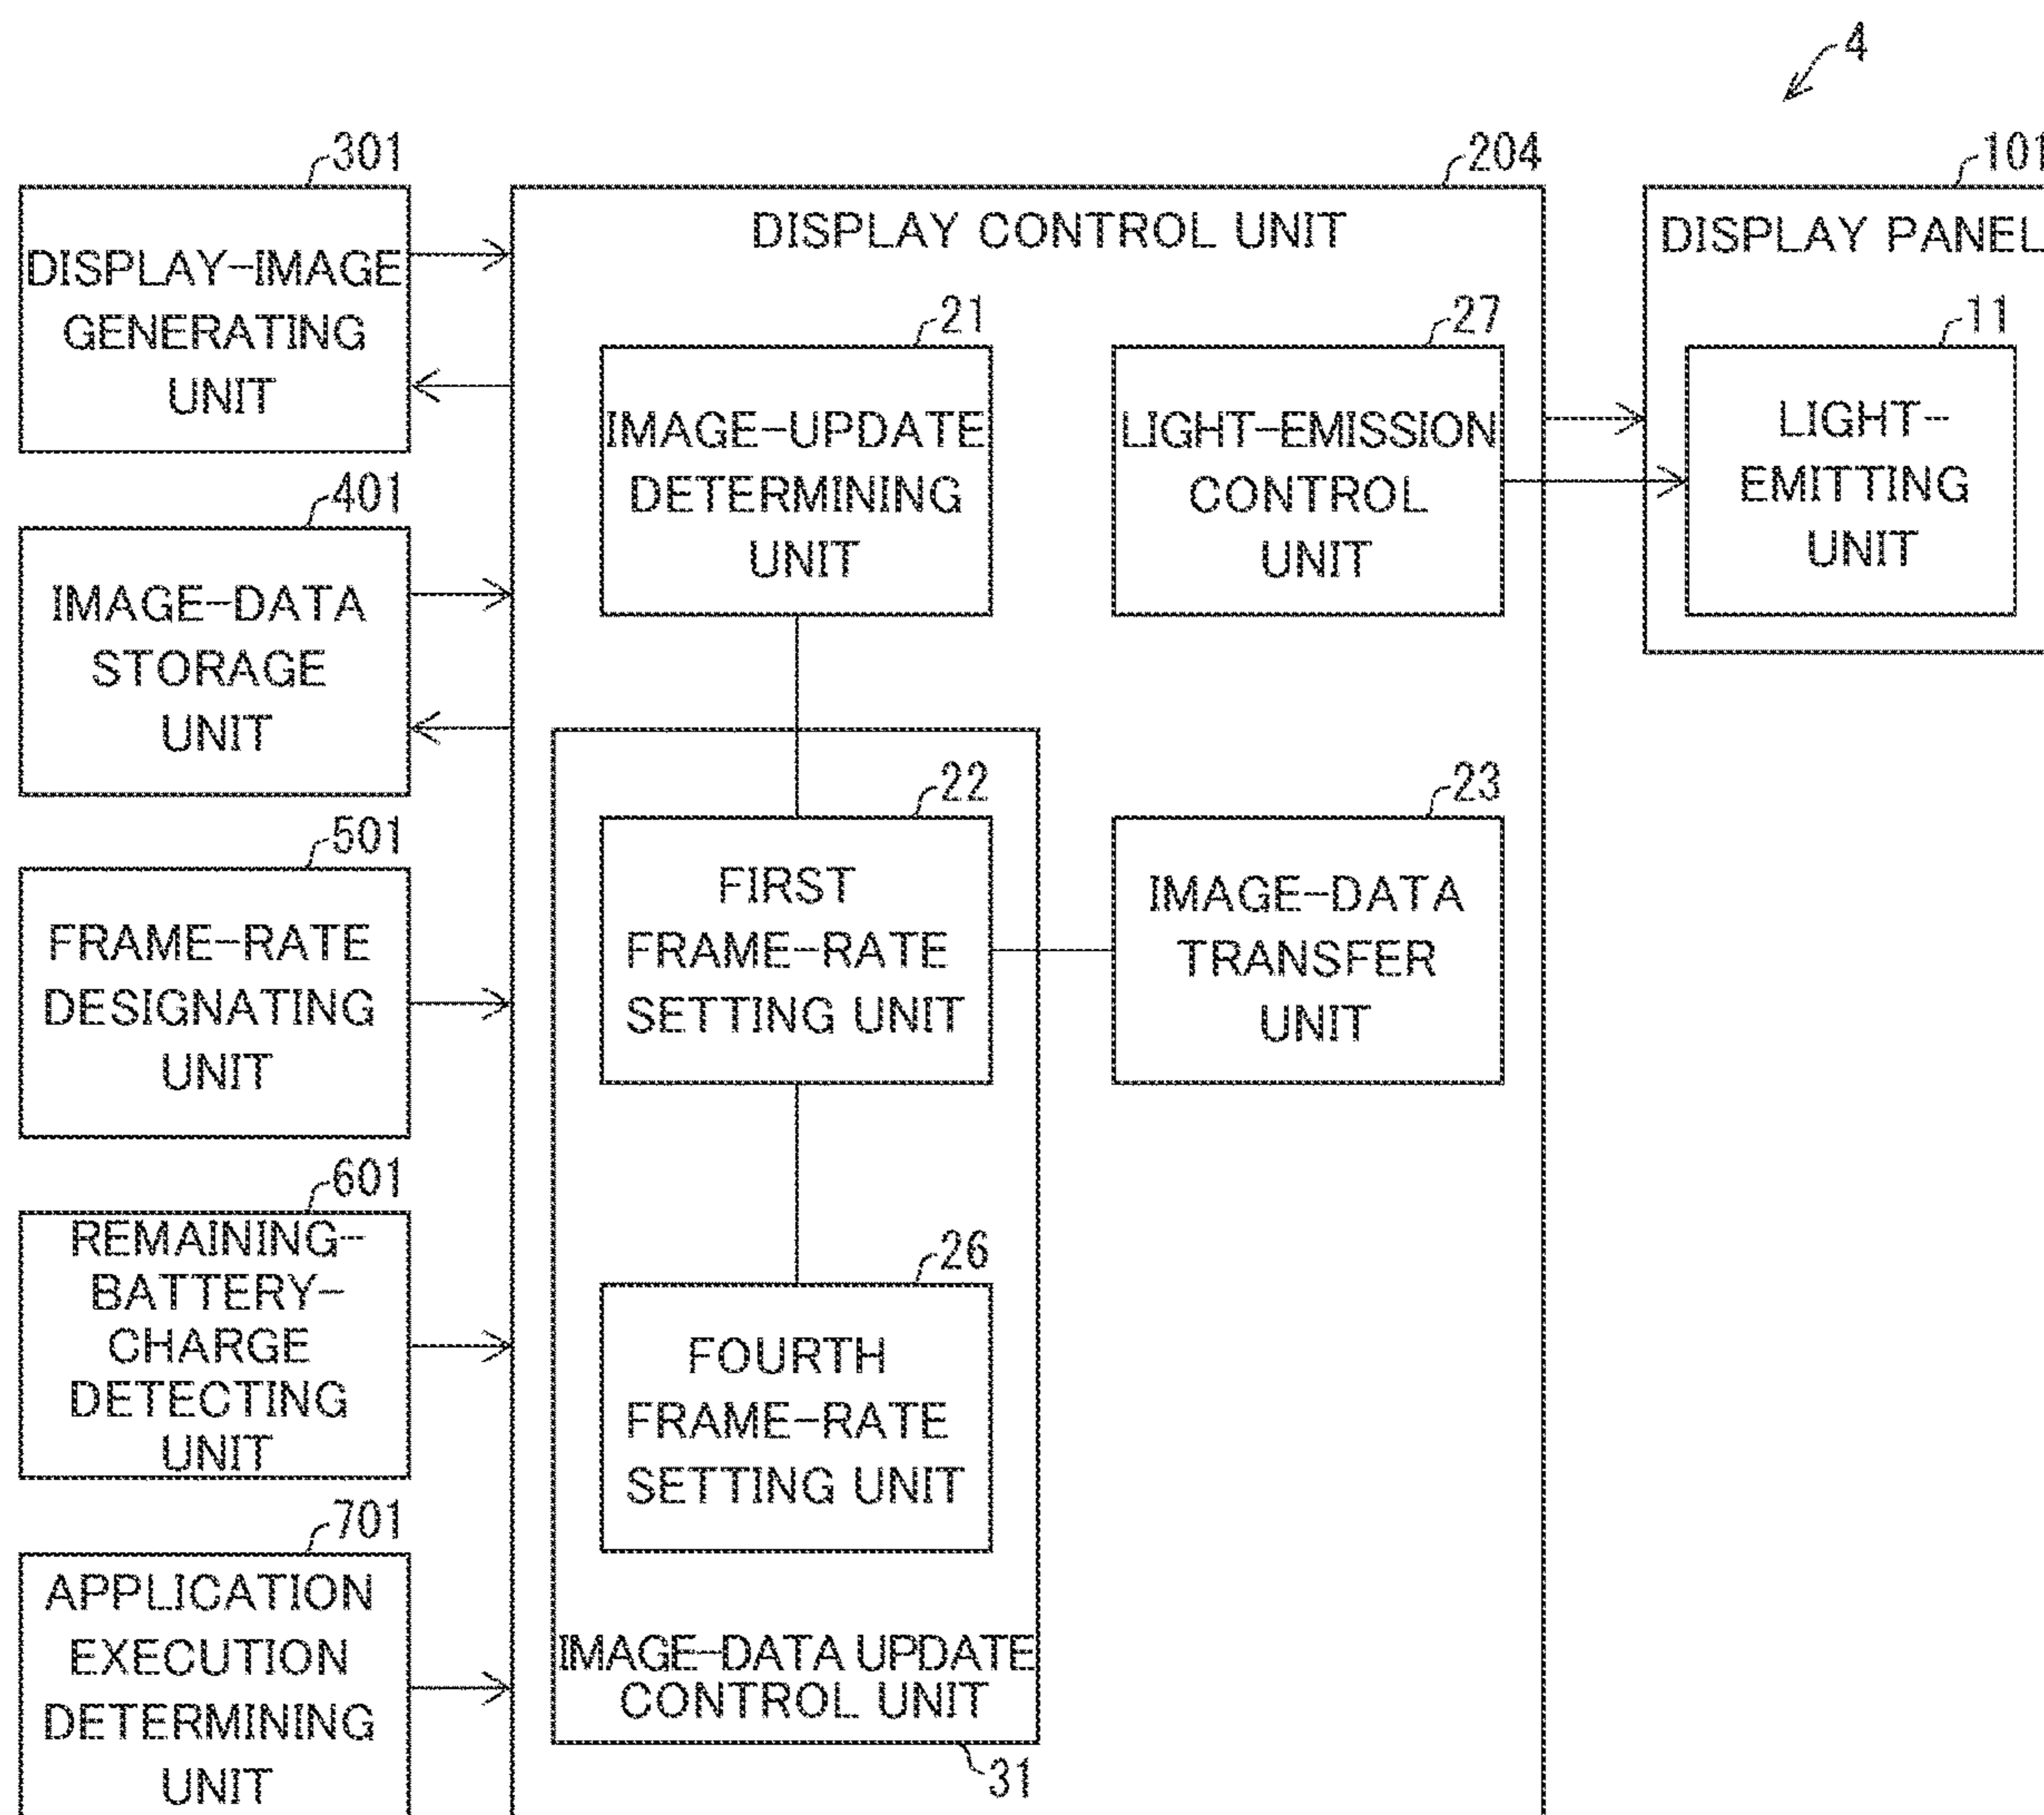 4
301
DISPLAY-IMAGE
GENERATING
UNIT
401
IMAGE-DATA
STORAGE
UNIT
501
FRAME-RATE
DESIGNATING
UNIT
601
REMAINING-
BATTERY-
CHARGE
DETECTING
UNIT
701
APPLICATION
EXECUTION
DETERMINING
UNIT
204
DISPLAY CONTROL UNIT
21
IMAGE-UPDATE
DETERMINING
UNIT
27
LIGHT-EMISSION
CONTROL
UNIT
22
FIRST
FRAME-RATE
SETTING UNIT
23
IMAGE-DATA
TRANSFER
UNIT
26
FOURTH
FRAME-RATE
SETTING UNIT
IMAGE-DATA UPDATE
CONTROL UNIT
31
101
DISPLAY PANEL
11
LIGHT-
EMITTING
UNIT